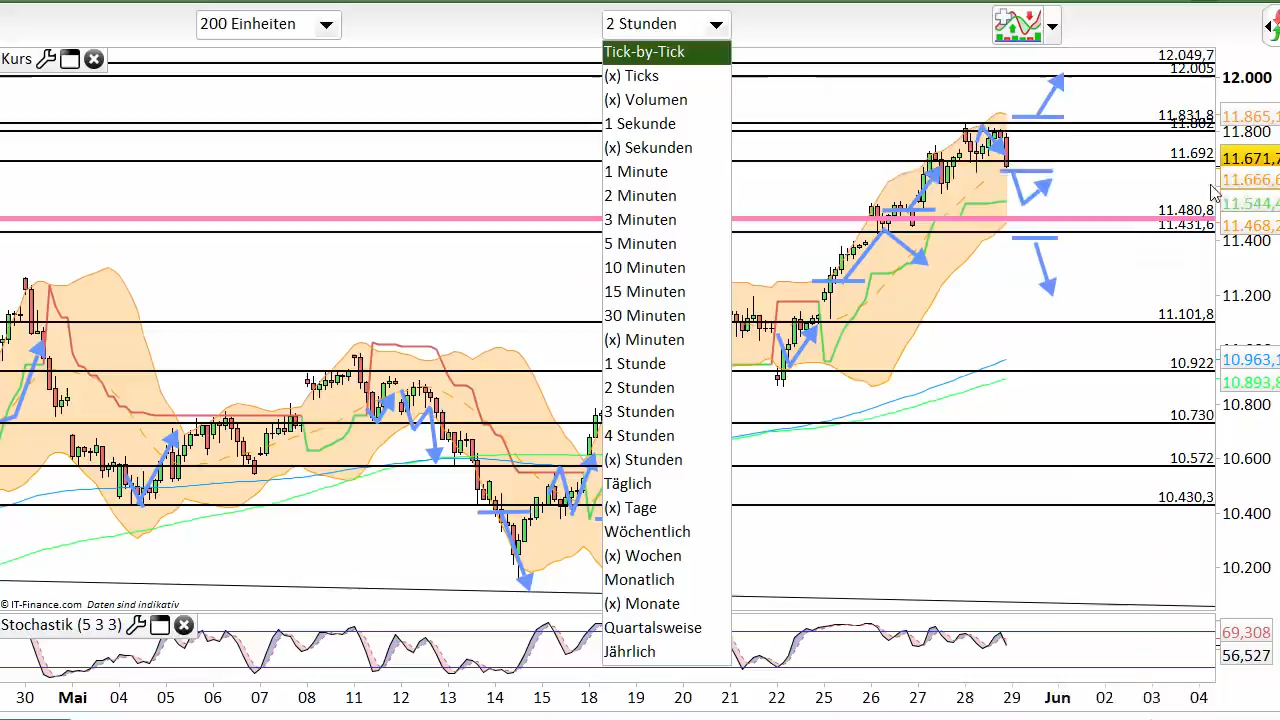 200 Einheiten
2 Stunden
Kurs
Tick-by-Tick
(x) Ticks
(x) Volumen
1 Sekunde
(x) Sekunden
1 Minute
2 Minuten
3 Minuten
5 Minuten
10 Minuten
15 Minuten
30 Minuten
(x) Minuten
1 Stunde
2 Stunden
3 Stunden
4 Stunden
(x) Stunden
Täglich
(x) Tage
Wöchentlich
(x) Wochen
Monatlich
(x) Monate
Quartalsweise
Jährlich
12.049,7
12.005
11.831,8
11.802
11.692
11.480,8
11.431,6
11.101,8
10.922
10.730
10.572
10.430,3
12.000
11.865,1
11.800
11.671,7
11.666,6
11.544,4
11.468,2
11.400
11.200
10.963,1
10.893,8
10.800
10.600
10.400
10.200
© IT-Finance.com Daten sind indikativ
Stochastik (5 3 3)
69,308
56,527
30 Mai 04 05 06 07 08 11 12 13 14 15 18 19 20 21 22 25 26 27 28 29 Jun 02 03 04